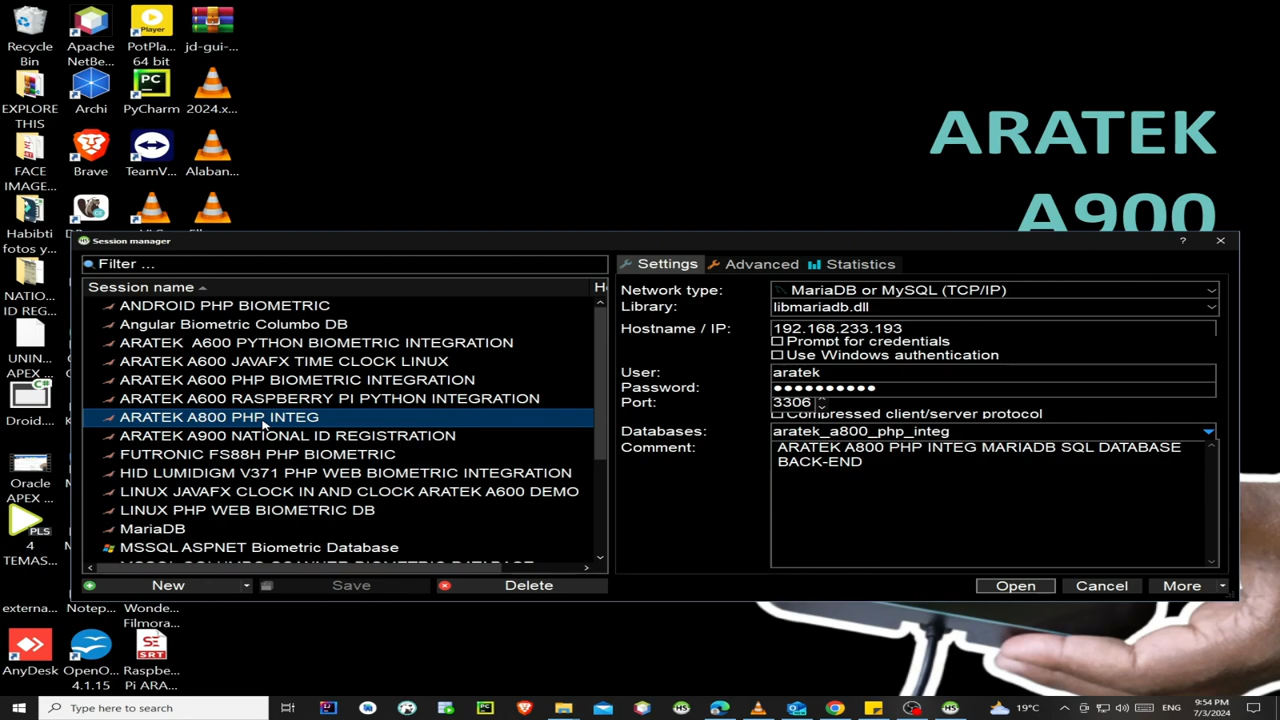 Recycle Bin
Apache NetBe...
PotPla... 64 bit
jd-gui-...
EXPLORE THIS
Archi
PyCharm
2024.x...
FACE IMAGE...
Brave
TeamV...
Alaban...
Habibti fotos y...
NATIO... ID REG...
UNIN... APEX
Droid...
Oracle APEX ...
PLS
4 TEMAS...
externa...
Notep...
Wonde... Filmora...
AnyDesk
OpenO... 4.1.15
Raspbe... Pi ARA...
ARATEK
A900
Session manager
? ×
Filter ...
Session name
ANDROID PHP BIOMETRIC
Angular Biometric Columbo DB
ARATEK A600 PYTHON BIOMETRIC INTEGRATION
ARATEK A600 JAVAFX TIME CLOCK LINUX
ARATEK A600 PHP BIOMETRIC INTEGRATION
ARATEK A600 RASPBERRY PI PYTHON INTEGRATION
ARATEK A800 PHP INTEG
ARATEK A900 NATIONAL ID REGISTRATION
FUTRONIC FS88H PHP BIOMETRIC
HID LUMIDIGM V371 PHP WEB BIOMETRIC INTEGRATION
LINUX JAVAFX CLOCK IN AND CLOCK ARATEK A600 DEMO
LINUX PHP WEB BIOMETRIC DB
MariaDB
MSSQL ASPNET Biometric Database
New
Save
Delete
Settings Advanced Statistics
Network type: MariaDB or MySQL (TCP/IP)
Library: libmariadb.dll
Hostname / IP: 192.168.233.193
Prompt for credentials
Use Windows authentication
User: aratek
Password: ●●●●●●●●●●
Port: 3306
Compressed client/server protocol
Databases: aratek_a800_php_integ
Comment: ARATEK A800 PHP INTEG MARIADB SQL DATABASE
BACK-END
Open Cancel More
Type here to search
19°C
9:54 PM
7/3/2024